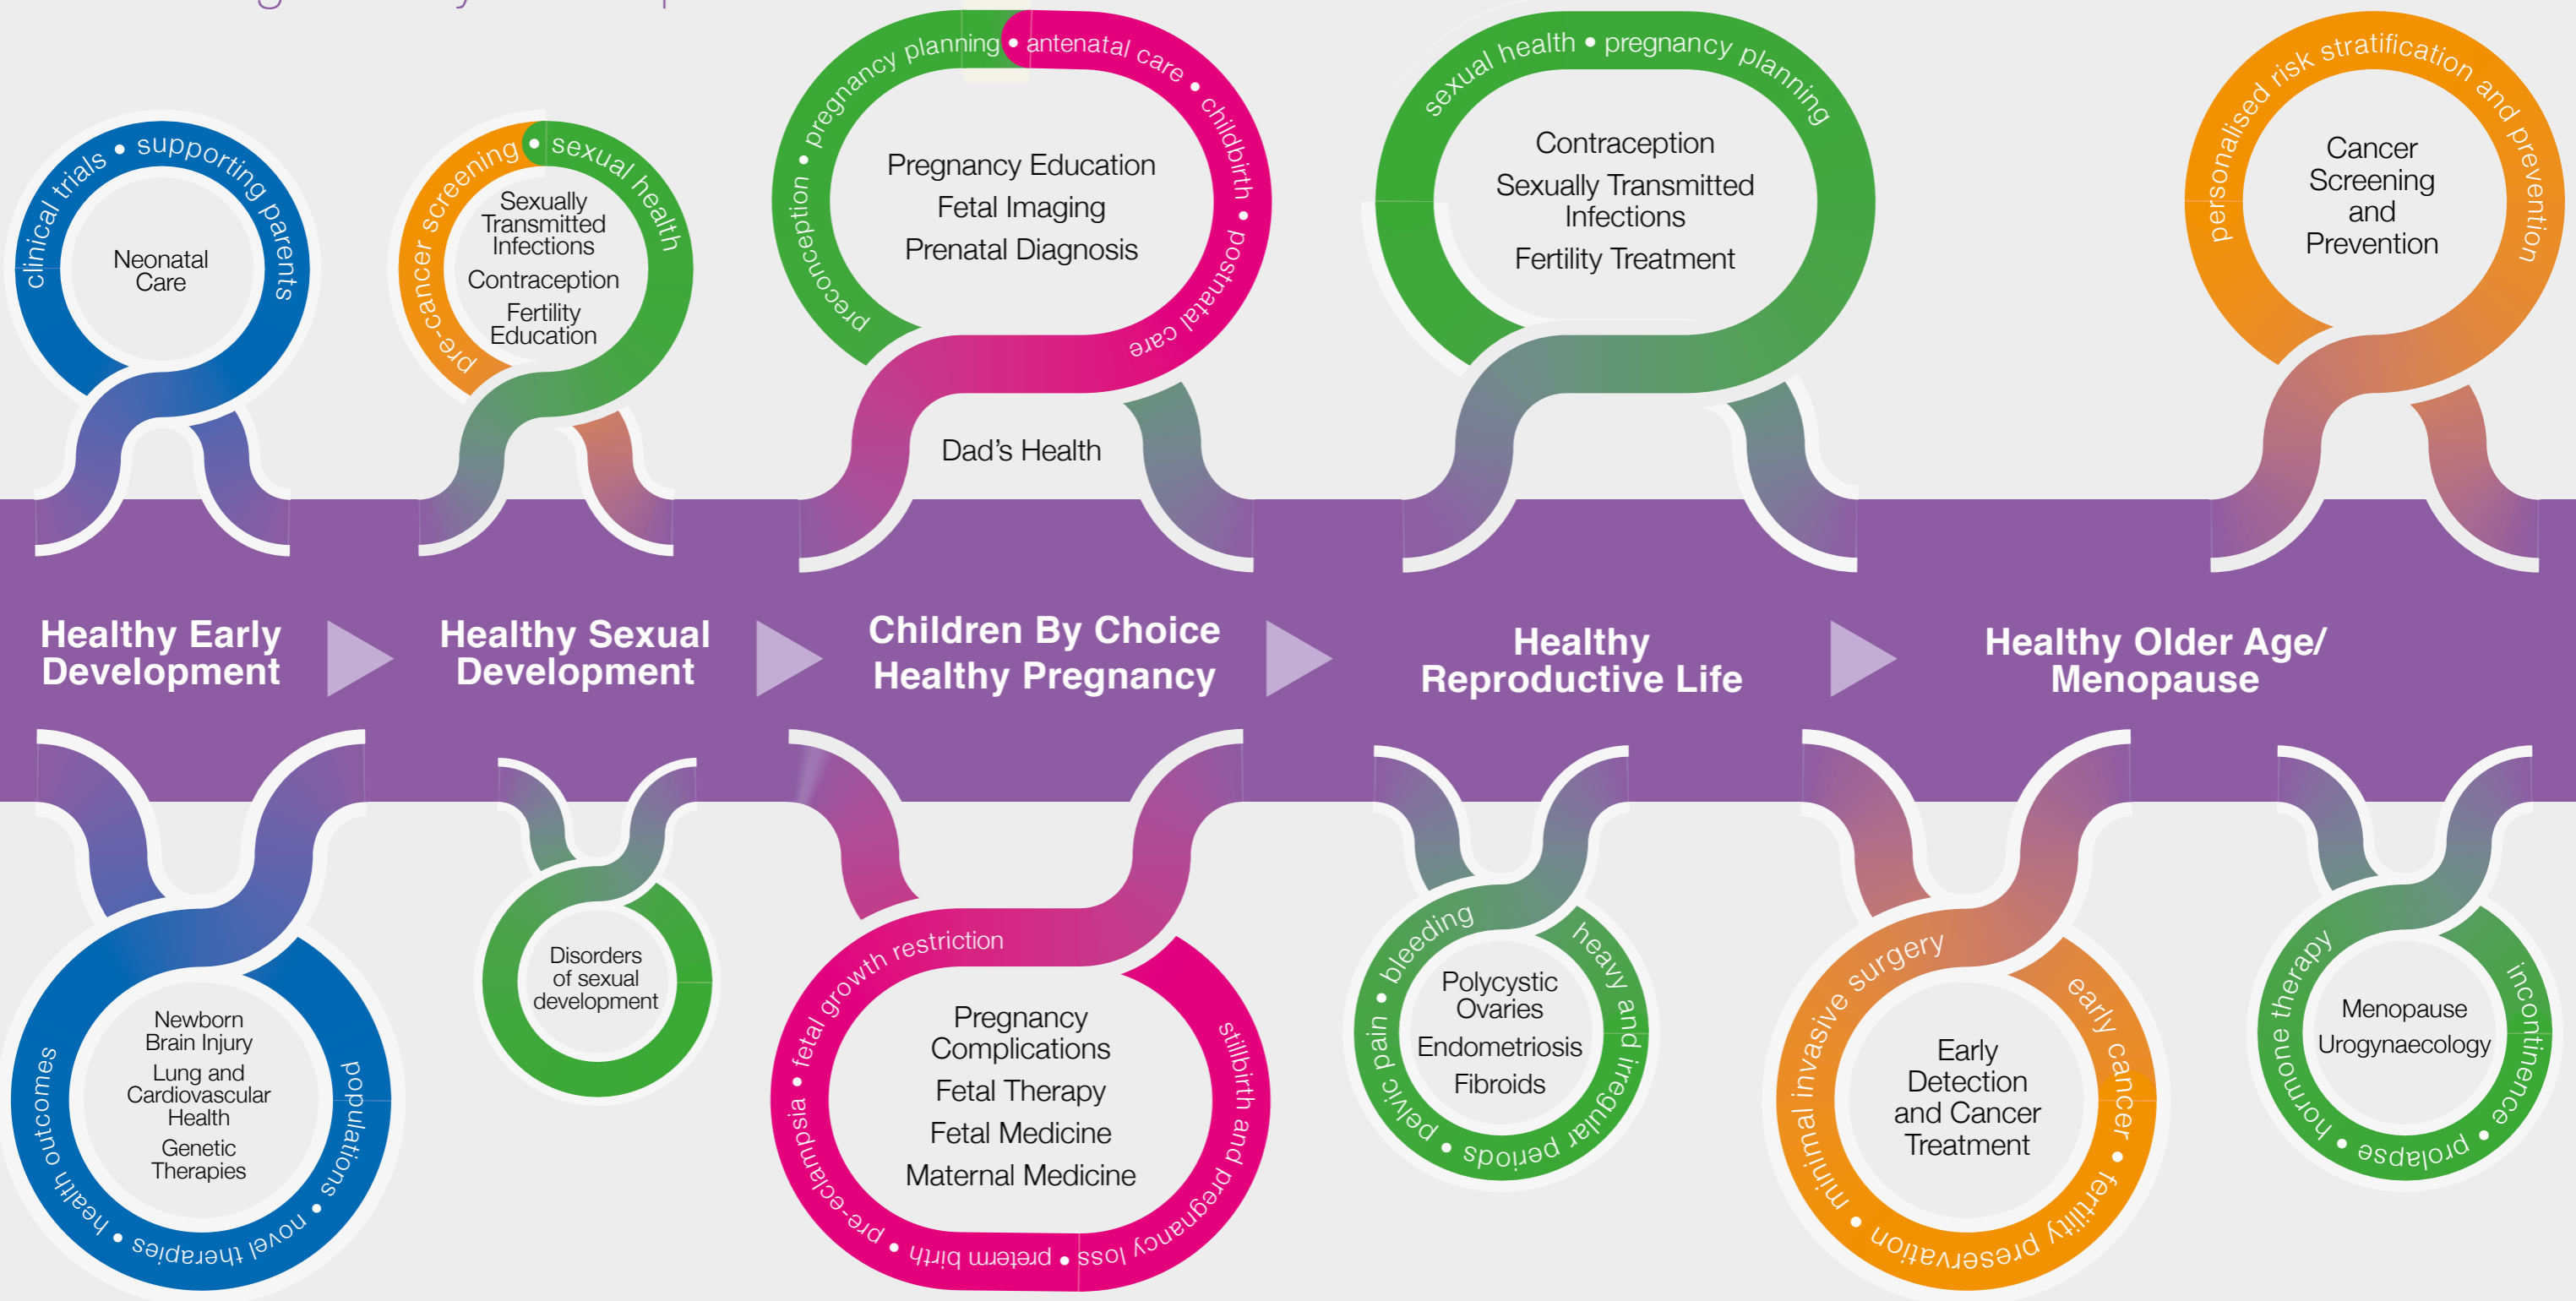 clinical trials • supporting parents
Neonatal
Care
pre-cancer screening • sexual health
Sexually
Transmitted
Infections
Contraception
Fertility
Education
preconception • pregnancy planning • antenatal care • childbirth • postnatal care
Pregnancy Education
Fetal Imaging
Prenatal Diagnosis
Dad's Health
sexual health • pregnancy planning
Contraception
Sexually Transmitted
Infections
Fertility Treatment
personalised risk stratification and prevention
Cancer
Screening
and
Prevention
Healthy Early
Development
Healthy Sexual
Development
Children By Choice
Healthy Pregnancy
Healthy
Reproductive Life
Healthy Older Age/
Menopause
populations • novel therapies • health outcomes
Newborn
Brain Injury
Lung and
Cardiovascular
Health
Genetic
Therapies
Disorders
of sexual
development
stillbirth and pregnancy loss • preterm birth • pre-eclampsia • fetal growth restriction
Pregnancy
Complications
Fetal Therapy
Fetal Medicine
Maternal Medicine
heavy and irregular periods • pelvic pain • bleeding
Polycystic
Ovaries
Endometriosis
Fibroids
early cancer • fertility preservation • minimal invasive surgery
Early
Detection
and Cancer
Treatment
incontinence • prolapse • hormone therapy
Menopause
Urogynaecology